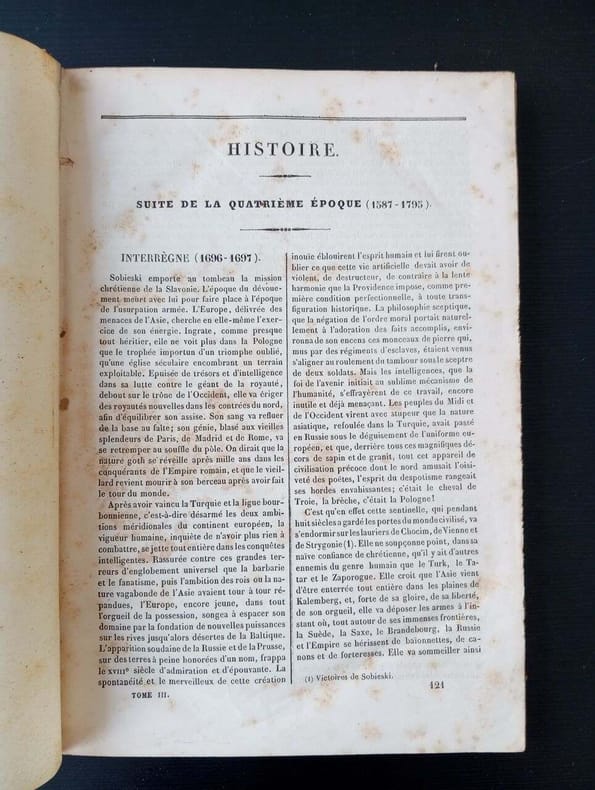 HISTOIRE.
SUITE DE LA QUATRIÈME ÉPOQUE (1587-1795).
INTERRÈGNE (1696-1697).
Sobieski emporte au tombeau la mission
chrétienne de la Slavonie. L'époque du dévoue-
ment meurt avec lui pour faire place à l'époque
de l'usurpation armée. L'Europe, délivrée des
menaces de l'Asie, cherche en elle-même l'exer-
cice de son énergie. Ingrate, comme presque
tout héritier, elle ne voit plus dans la Pologne
que le trophée importun d'un triomphe oublié,
qu'une église séculaire encombrant un terrain
exploitable. Epuisée de trésors et d'intelligence
dans sa lutte contre le géant de la royauté,
debout sur le trône de l'Occident, elle va ériger
des royautés nouvelles dans les contrées du nord,
afin d'équilibrer son assise. Son sang va refluer
de la base au faîte; son génie, blasé aux vieilles
splendeurs de Paris, de Madrid et de Rome, va
se retremper au souffle du pôle. On dirait que la
nature goth se réveille après mille ans dans les
conquérants de l'Empire romain, et que le vieil-
lard revient mourir à son berceau après avoir fait
le tour du monde.
Après avoir vaincu la Turquie et la ligue bour-
bonnienne, c'est-à-dire désarmé les deux ambi-
tions méridionales du continent européen, la
vigueur humaine, inquiète de n'avoir plus rien à
combattre, se jette tout entière dans les conquêtes
intelligentes. Rassurée contre ces grandes ter-
reurs d'englobement universel que la barbarie
et le fanatisme, puis l'ambition des rois ou la na-
ture vagabonde de l'Asie avaient tour à tour ré-
pandues, l'Europe, encore jeune, dans tout
l'orgueil de la possession, songea à espacer son
domaine par la fondation de nouvelles puissances
sur les rives jusqu'alors désertes de la Baltique.
L'apparition soudaine de la Russie et de la Prusse,
sur des terres à peine honorées d'un nom, frappa
le XVIIIe siècle d'admiration et d'épouvante. La
spontanéité et le merveilleux de cette création
TOME III.
inouïe éblouirent l'esprit humain et lui firent ou-
blier ce que cette vie artificielle devait avoir de
violent, de destructeur, de contraire à la lente
harmonie que la Providence impose, comme pre-
mière condition perfectionnelle, à toute trans-
figuration historique. La philosophie sceptique,
que la négation de l'ordre moral portait naturel-
lement à l'adoration des faits accomplis, environ-
na de son encens ces monceaux de pierre qui,
mus par des régiments d'esclaves, étaient venus
s'aligner au roulement du tambour sous le sceptre
de deux soldats. Mais les intelligences, que la
foi de l'avenir initiait au sublime mécanisme de
l'humanité, s'effrayèrent de ce travail, encore
inutile et déjà menaçant. Les peuples du Midi et
de l'Occident virent avec stupeur que la nature
asiatique, refoulée dans la Turquie, avait passé
en Russie sous le déguisement de l'uniforme eu-
ropéen, et que, derrière tous ces magnifiques dé-
cors de sapin et de granit, tout cet appareil de
civilisation précoce dont le nord amusait l'oisi-
veté des poëtes, l'esprit du despotisme rangeait
ses hordes envahissantes; c'était le cheval de
Troie, la brèche, c'était la Pologne!
C'est qu'en effet cette sentinelle, qui pendant
huit siècles a gardé les portes du monde civilisé, va
s'endormir sur les lauriers de Chocim, de Vienne et
de Strygonie (1). Elle ne soupçonne point, dans sa
naïve confiance de chrétienne, qu'il y ait d'autres
ennemis du genre humain que le Turk, le Ta-
tar et le Zaporogue. Elle croit que l'Asie vient
d'être enterrée tout entière dans les plaines de
Kalemberg, et, forte de sa gloire, de sa liberté,
de son orgueil, elle va déposer les armes à l'in-
stant où, tout autour de ses immenses frontières,
la Suède, la Saxe, le Brandebourg, la Russie
et l'Empire se hérissent de baïonnettes, de ca-
nons et de forteresses. Elle va sommeiller ainsi
(1) Victoires de Sobieski.
121